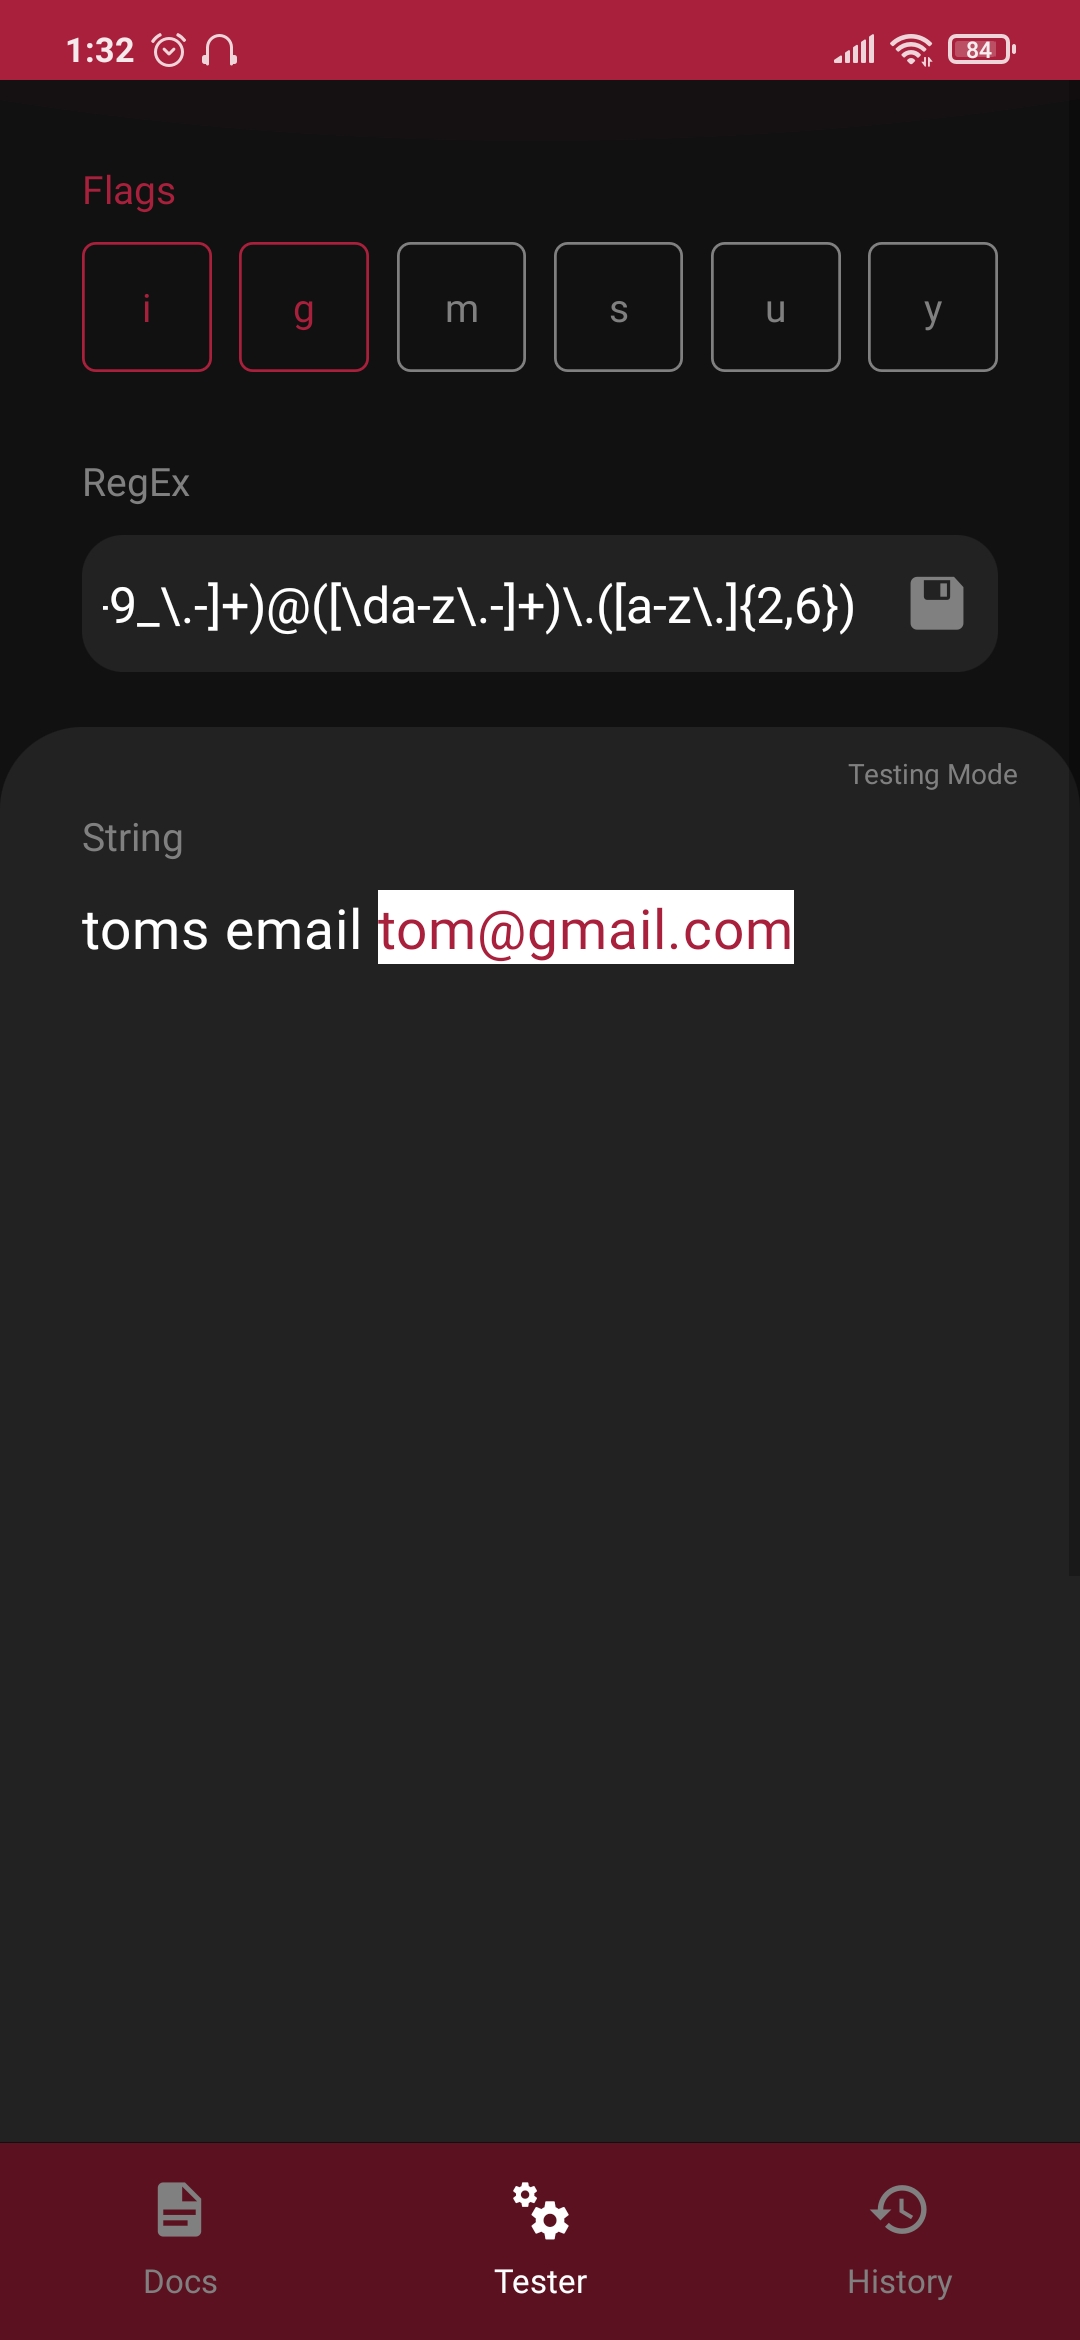 1:32 84
Flags
i g m s u y
RegEx
-9_\.-]+)@([\da-z\.-]+)\.([a-z\.]{2,6})
Testing Mode
String
toms email tom@gmail.com
Docs Tester History